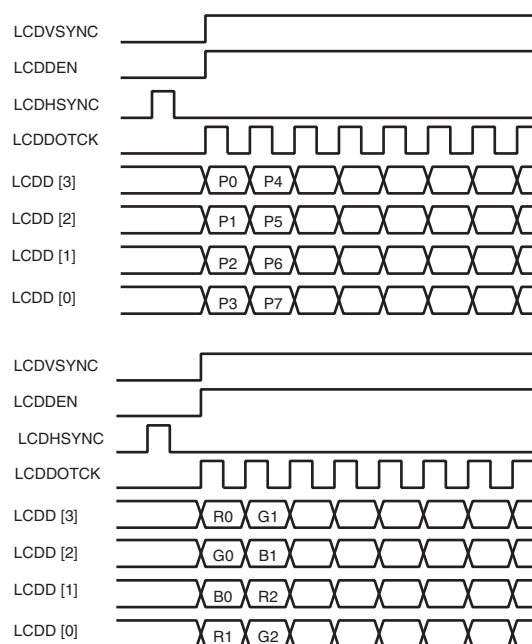 LCDVSYNC
LCDDEN
LCDHSYNC
LCDDOTCK
LCDD [3] P0 P4
LCDD [2] P1 P5
LCDD [1] P2 P6
LCDD [0] P3 P7
LCDVSYNC
LCDDEN
LCDHSYNC
LCDDOTCK
LCDD [3] R0 G1
LCDD [2] G0 B1
LCDD [1] B0 R2
LCDD [0] R1 G2